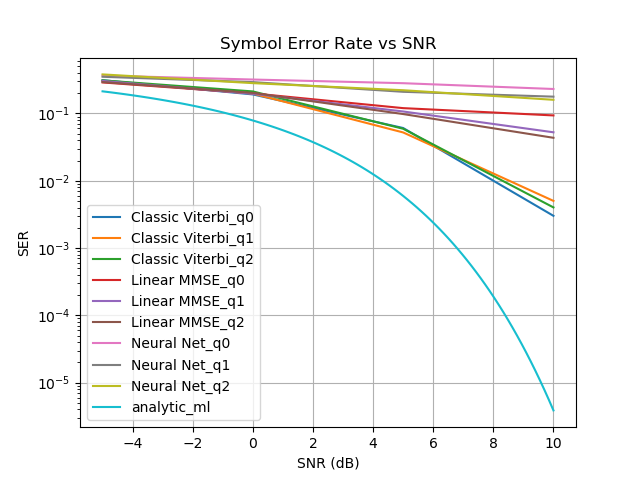 Symbol Error Rate vs SNR
SER
10⁻¹
10⁻²
10⁻³
10⁻⁴
10⁻⁵
Classic Viterbi_q0
Classic Viterbi_q1
Classic Viterbi_q2
Linear MMSE_q0
Linear MMSE_q1
Linear MMSE_q2
Neural Net_q0
Neural Net_q1
Neural Net_q2
analytic_ml
−4 −2 0 2 4 6 8 10
SNR (dB)